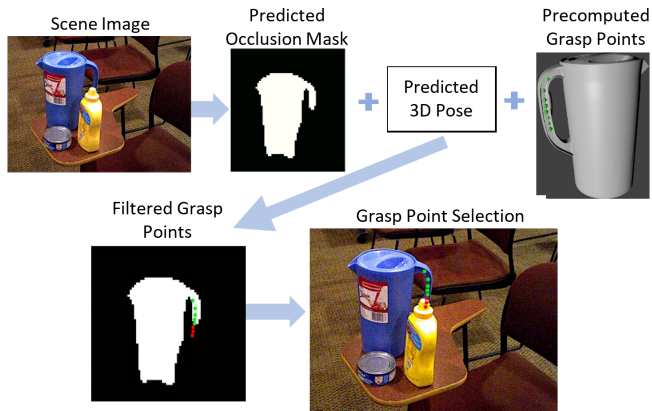 Scene Image
Predicted
Occlusion Mask
Precomputed
Grasp Points
Predicted
3D Pose
Filtered Grasp
Points
Grasp Point Selection